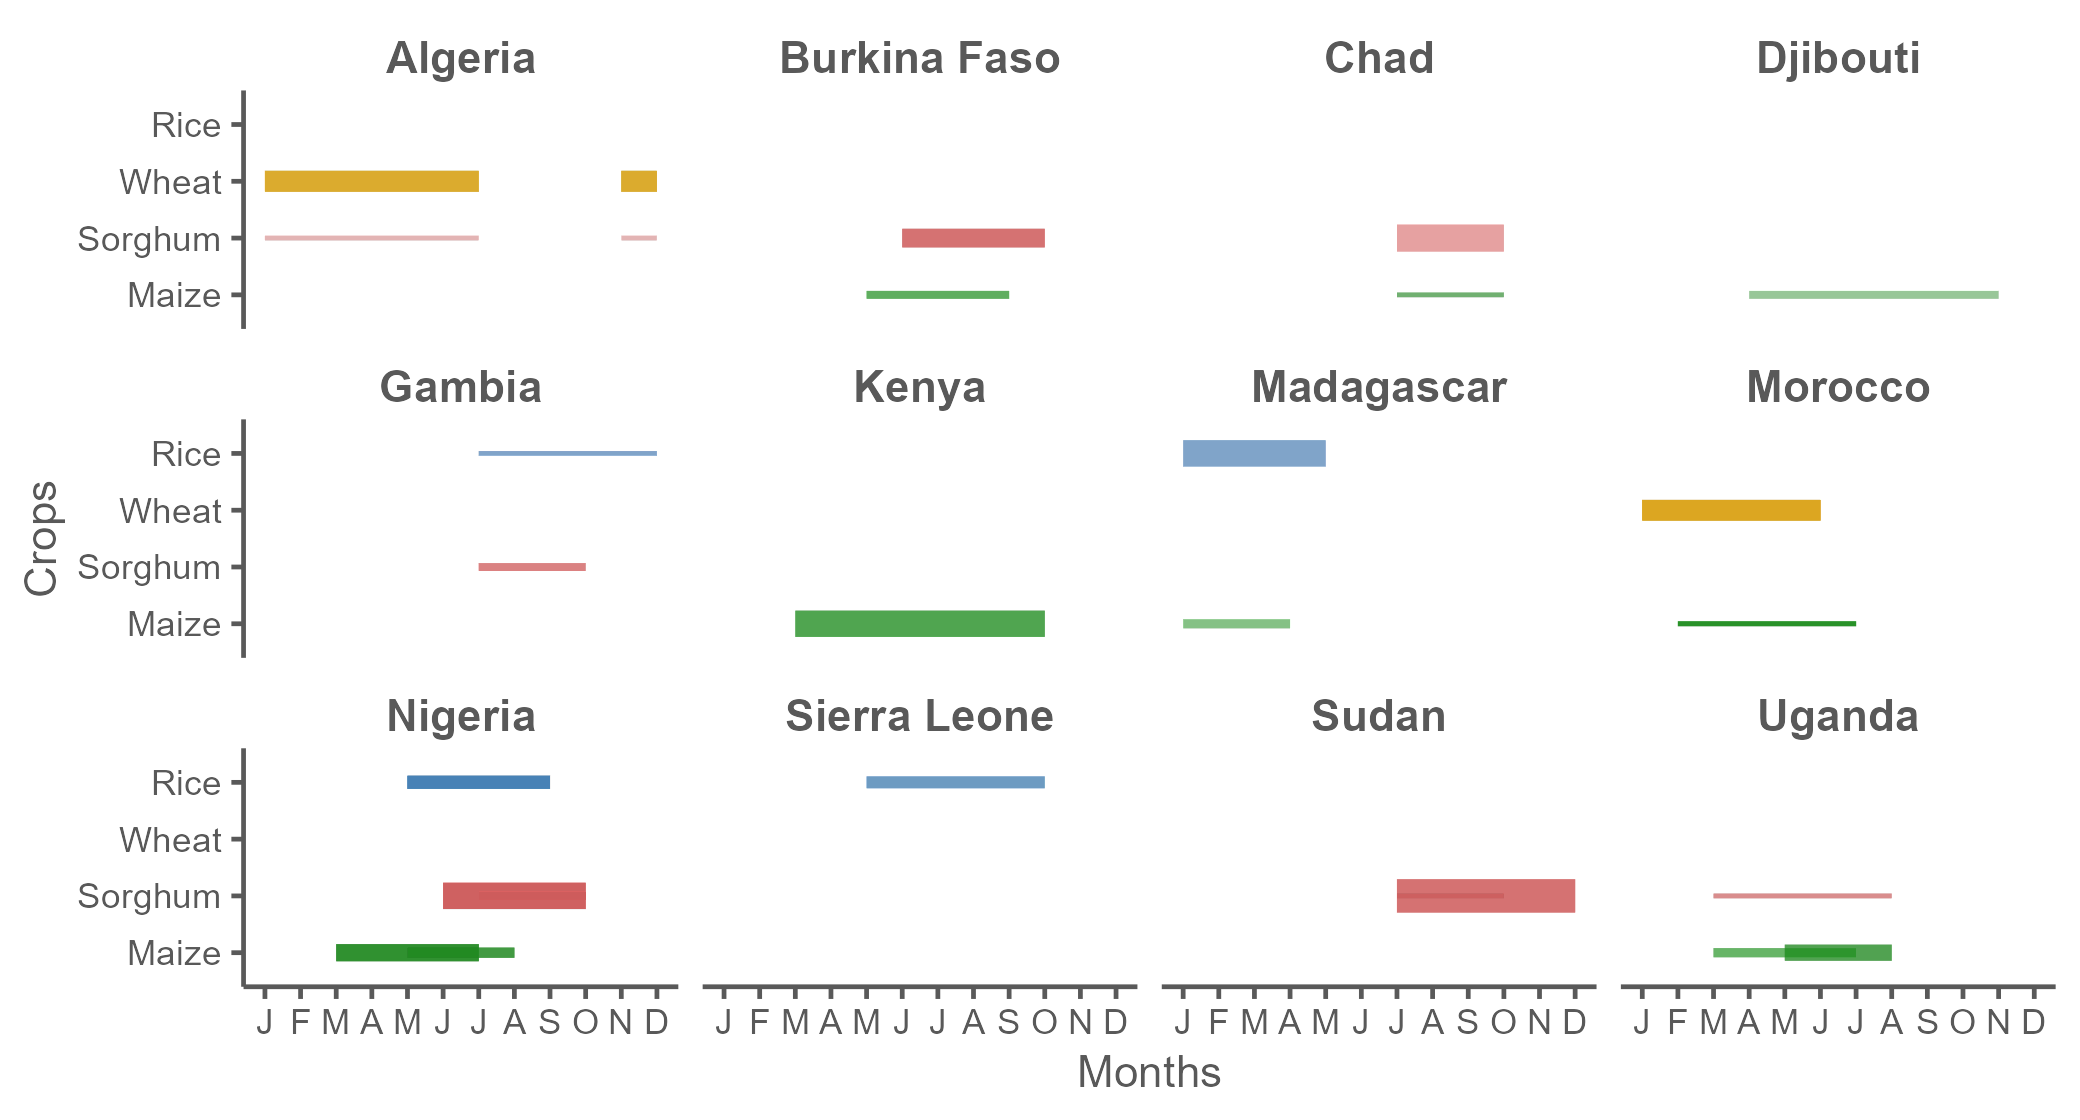 Algeria Burkina Faso Chad Djibouti
Rice
Wheat
Sorghum
Maize
Gambia Kenya Madagascar Morocco
Rice
Wheat
Sorghum
Maize
Crops
Nigeria Sierra Leone Sudan Uganda
Rice
Wheat
Sorghum
Maize
J F M A M J J A S O N D J F M A M J J A S O N D J F M A M J J A S O N D J F M A M J J A S O N D
Months